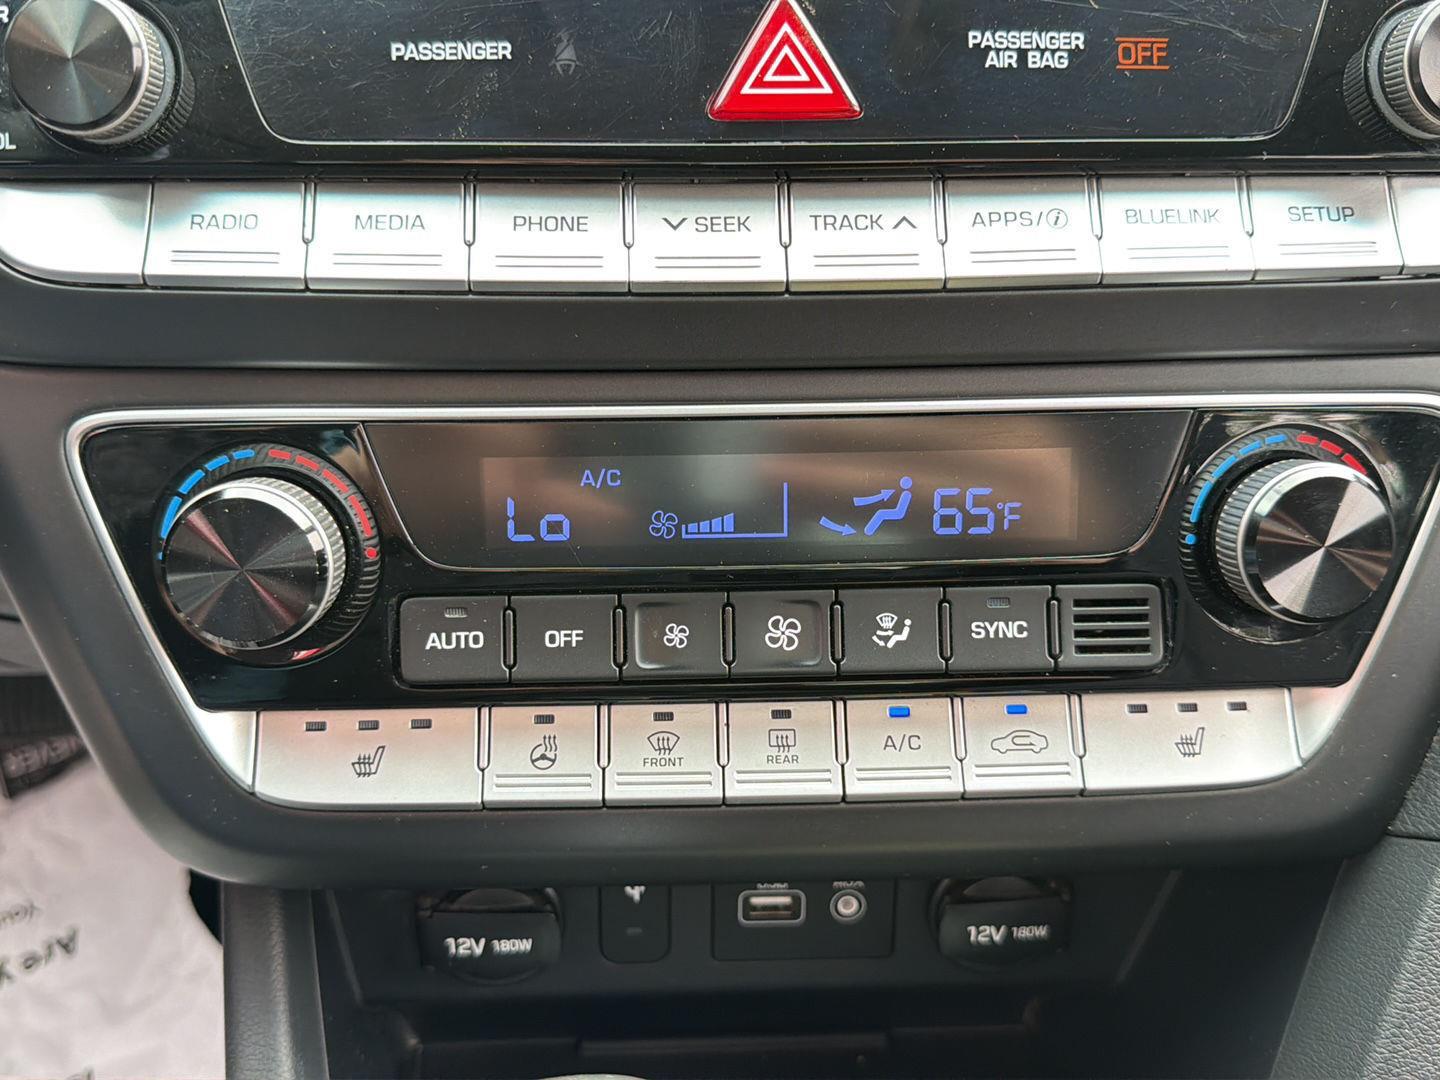 PASSENGER
PASSENGER
AIR BAG
OFF
RADIO
MEDIA
PHONE
SEEK
TRACK
APPS/i
BLUELINK
SETUP
A/C
Lo
65°F
AUTO
OFF
SYNC
FRONT
REAR
A/C
12V 180W
12V 180W
Are Y